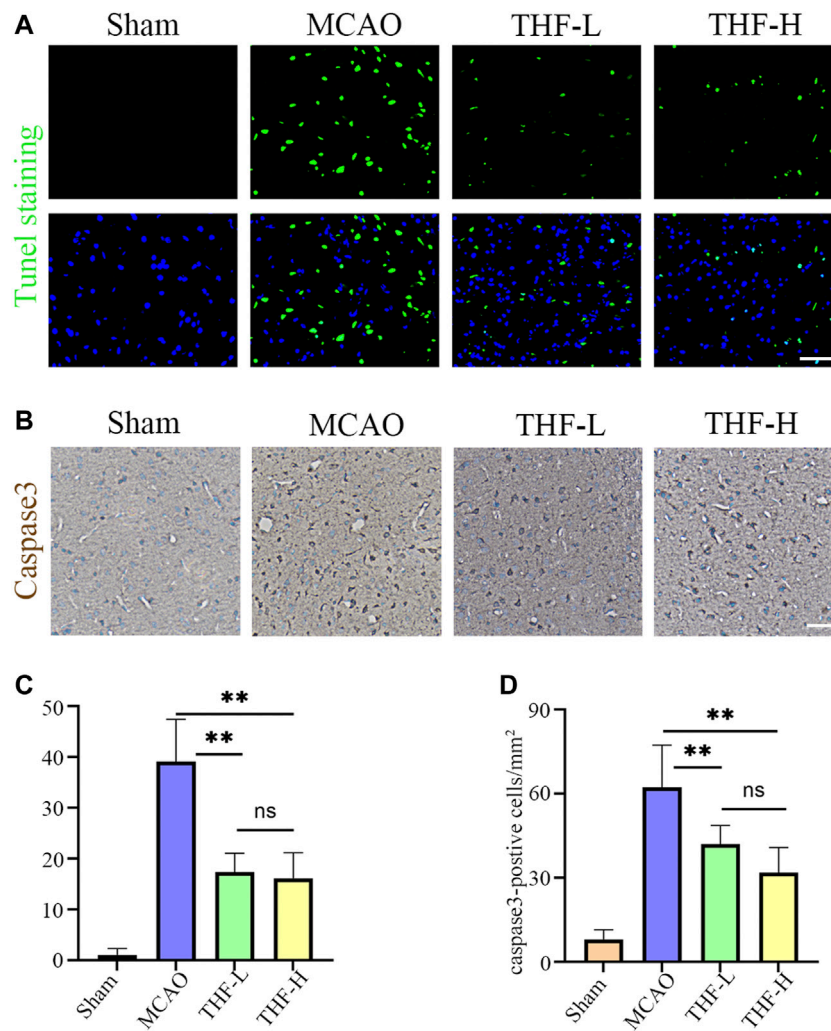 A
Sham MCAO THF-L THF-H
Tunel staining
B
Sham MCAO THF-L THF-H
Caspase3
C
50
40
30
20
10
0
**
**
ns
Sham MCAO THF-L THF-H
D
caspase3-postive cells/mm²
90
60
30
0
**
**
ns
Sham MCAO THF-L THF-H